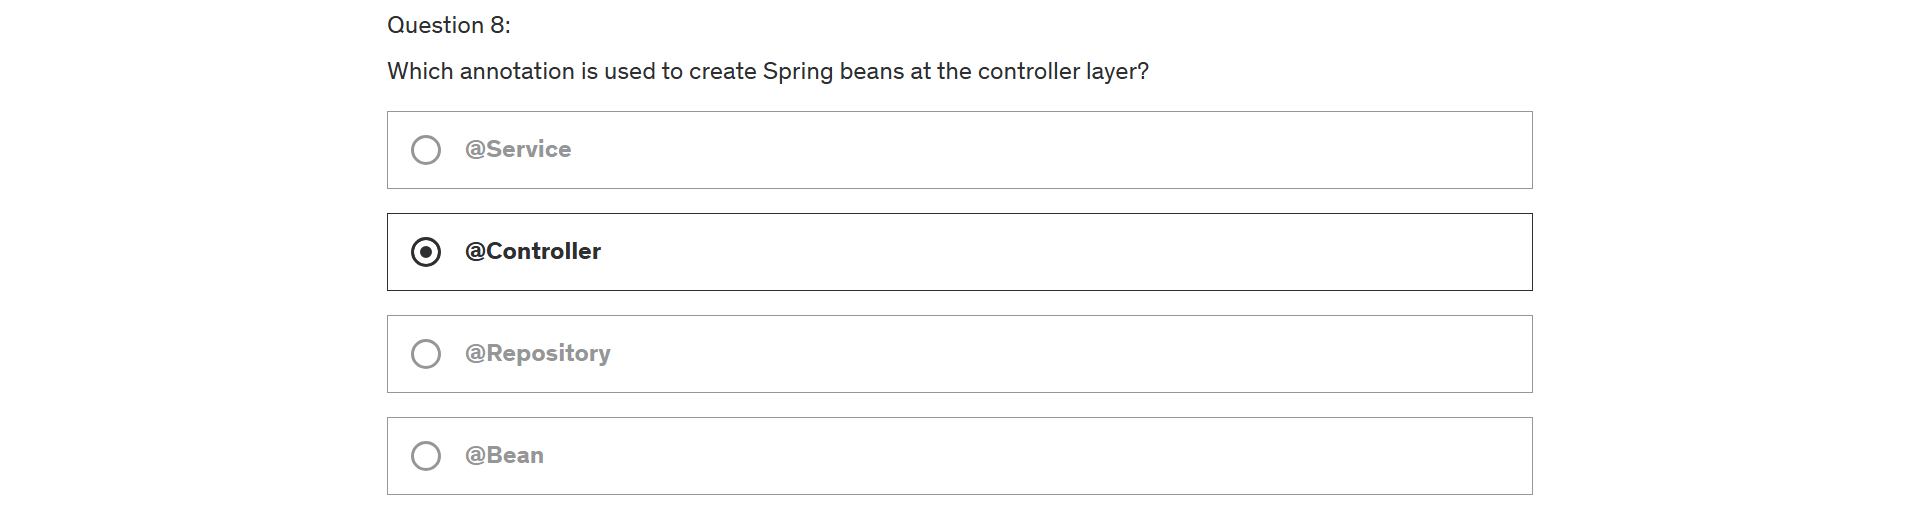 Question 8:
Which annotation is used to create Spring beans at the controller layer?
@Service
@Controller
@Repository
@Bean